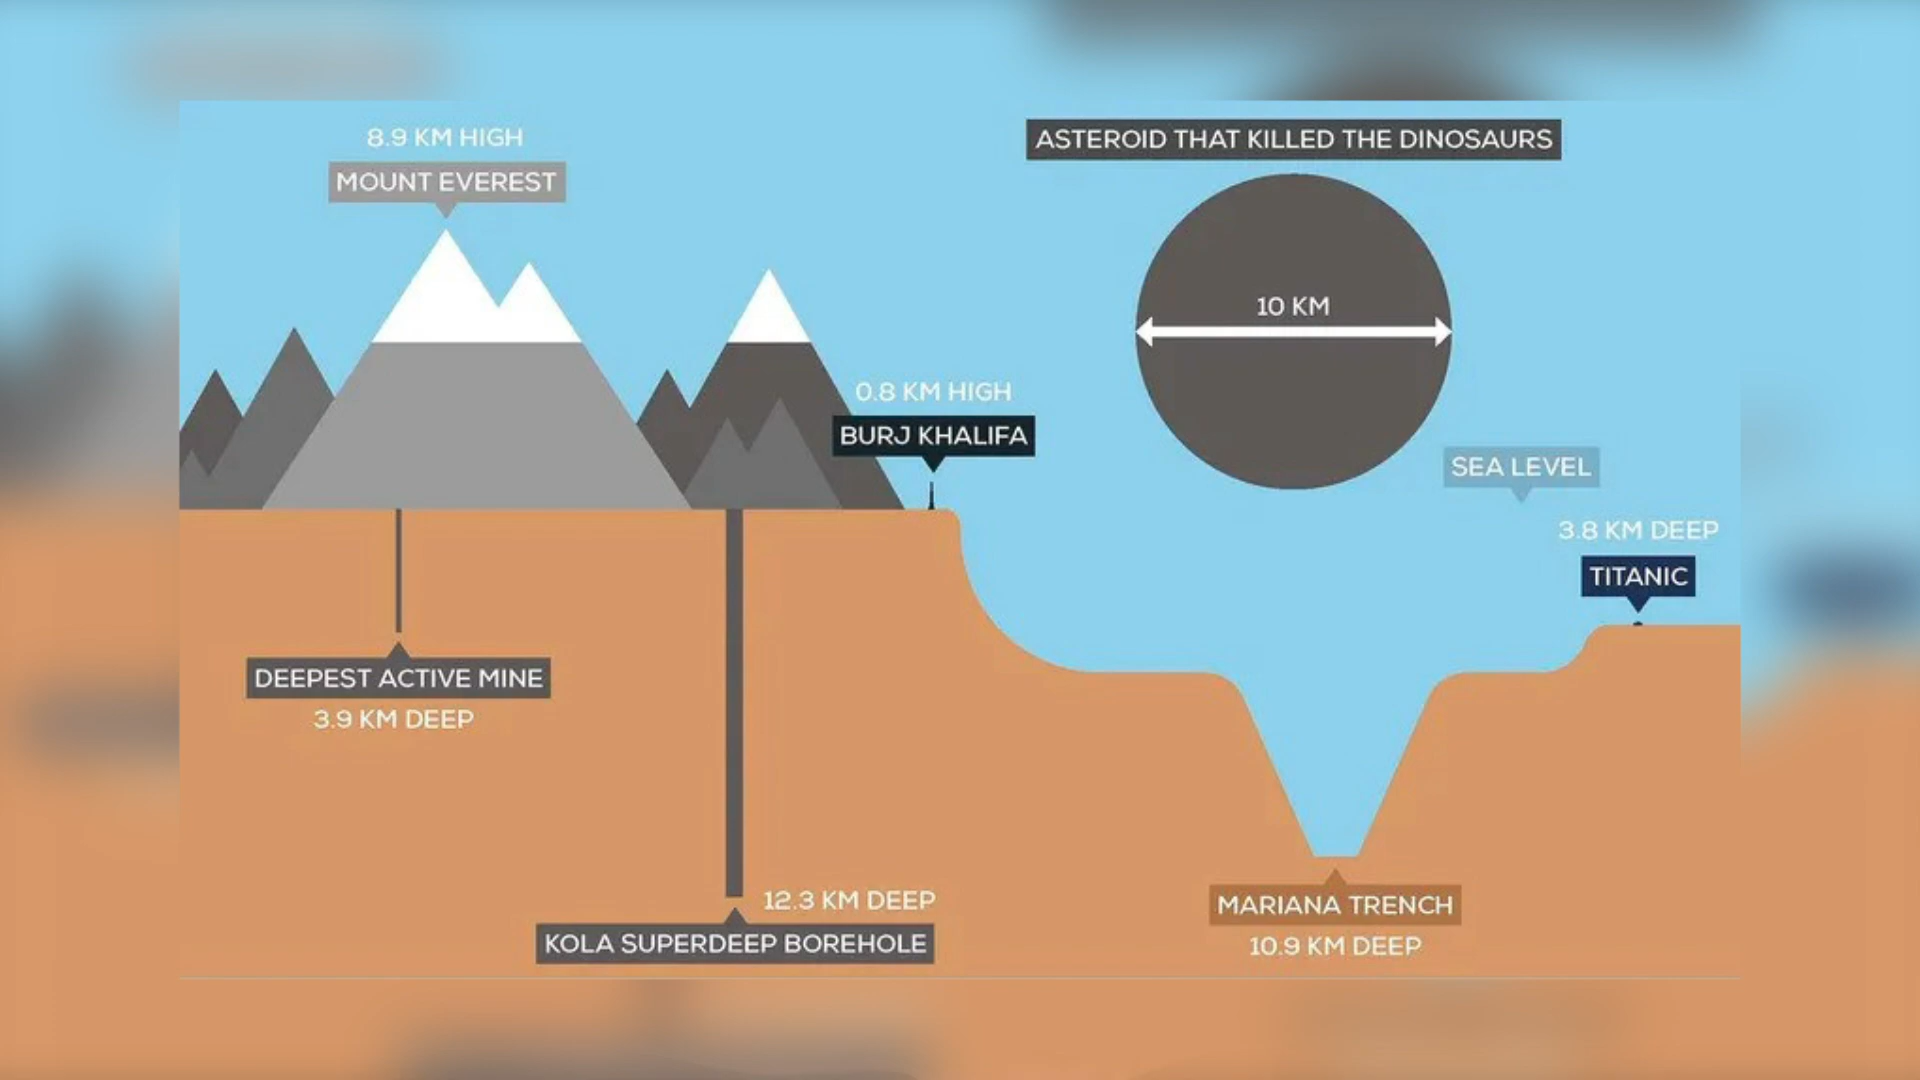 8.9 KM HIGH
MOUNT EVEREST
ASTEROID THAT KILLED THE DINOSAURS
10 KM
0.8 KM HIGH
BURJ KHALIFA
SEA LEVEL
3.8 KM DEEP
TITANIC
DEEPEST ACTIVE MINE
3.9 KM DEEP
12.3 KM DEEP
KOLA SUPERDEEP BOREHOLE
MARIANA TRENCH
10.9 KM DEEP